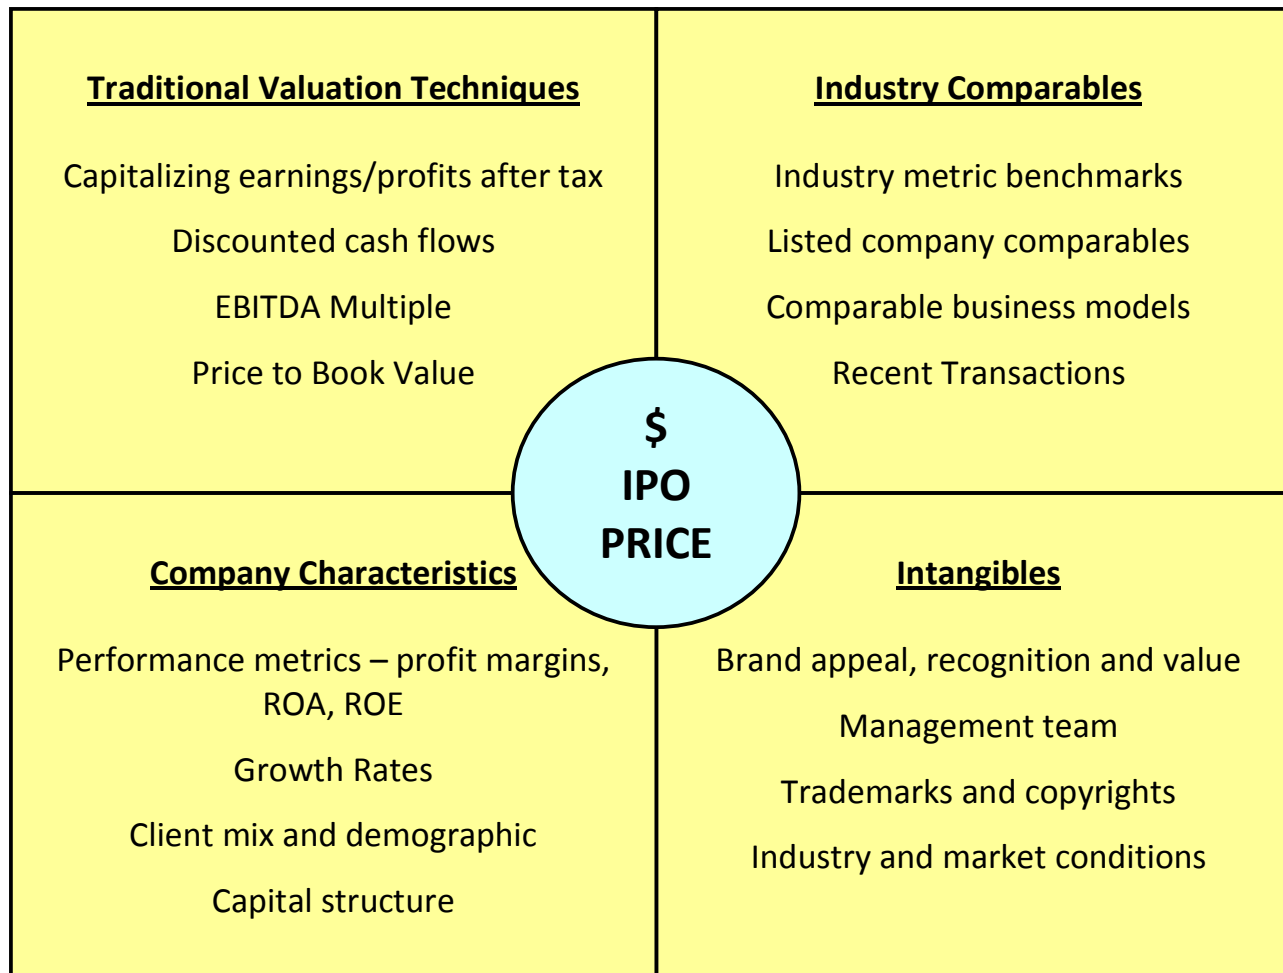 Traditional Valuation Techniques
Capitalizing earnings/profits after tax
Discounted cash flows
EBITDA Multiple
Price to Book Value
Industry Comparables
Industry metric benchmarks
Listed company comparables
Comparable business models
Recent Transactions
$
IPO
PRICE
Company Characteristics
Performance metrics – profit margins,
ROA, ROE
Growth Rates
Client mix and demographic
Capital structure
Intangibles
Brand appeal, recognition and value
Management team
Trademarks and copyrights
Industry and market conditions